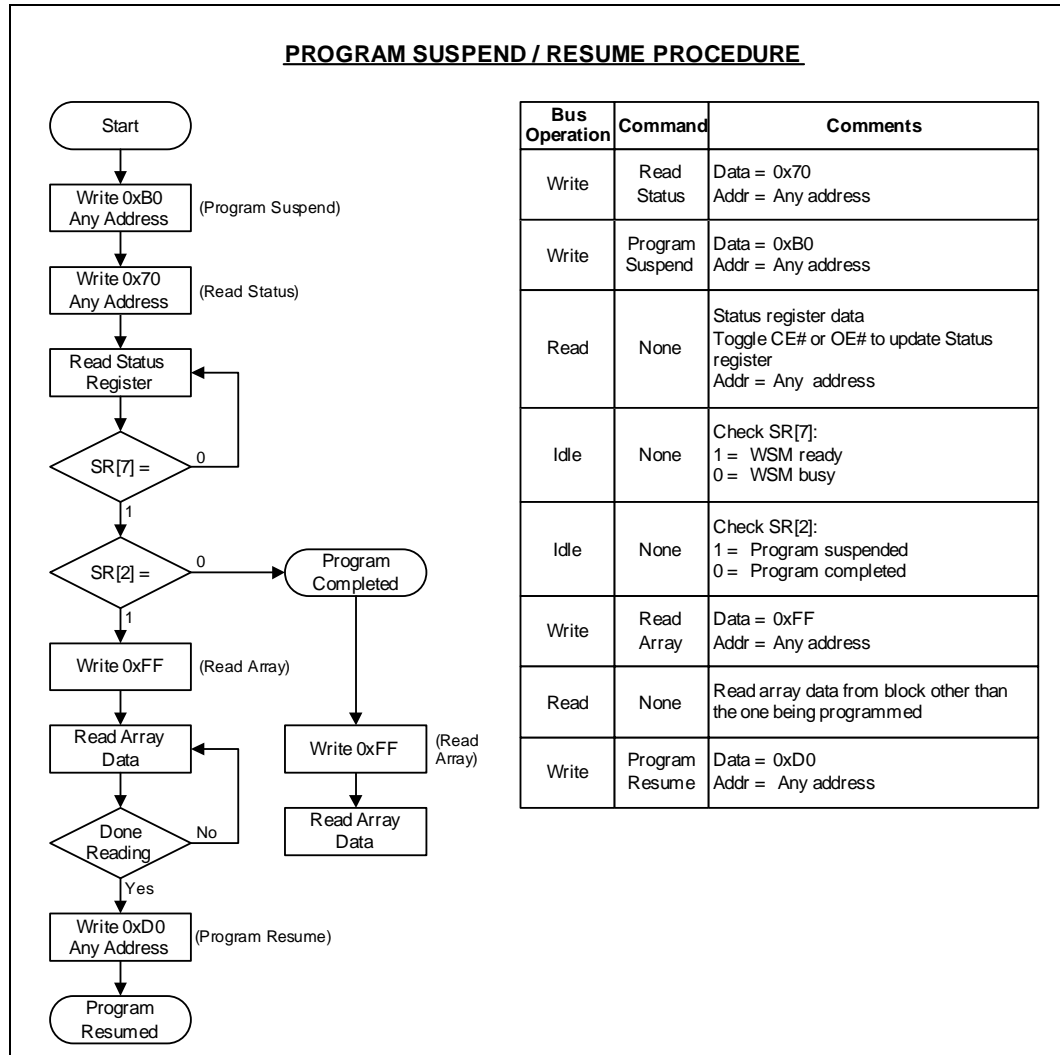 PROGRAM SUSPEND / RESUME PROCEDURE
Start
Write 0xB0
Any Address
(Program Suspend)
Write 0x70
Any Address
(Read Status)
Read Status
Register
SR[7] =
0
1
SR[2] =
0
1
Program
Completed
Write 0xFF
(Read Array)
Read Array
Data
Write 0xFF
(Read
Array)
Read Array
Data
Done
Reading
No
Yes
Write 0xD0
Any Address
(Program Resume)
Program
Resumed
Bus
Operation
Command
Comments
Write
Read
Status
Data = 0x70
Addr = Any address
Write
Program
Suspend
Data = 0xB0
Addr = Any address
Read
None
Status register data
Toggle CE# or OE# to update Status
register
Addr = Any address
Idle
None
Check SR[7]:
1 = WSM ready
0 = WSM busy
Idle
None
Check SR[2]:
1 = Program suspended
0 = Program completed
Write
Read
Array
Data = 0xFF
Addr = Any address
Read
None
Read array data from block other than
the one being programmed
Write
Program
Resume
Data = 0xD0
Addr = Any address